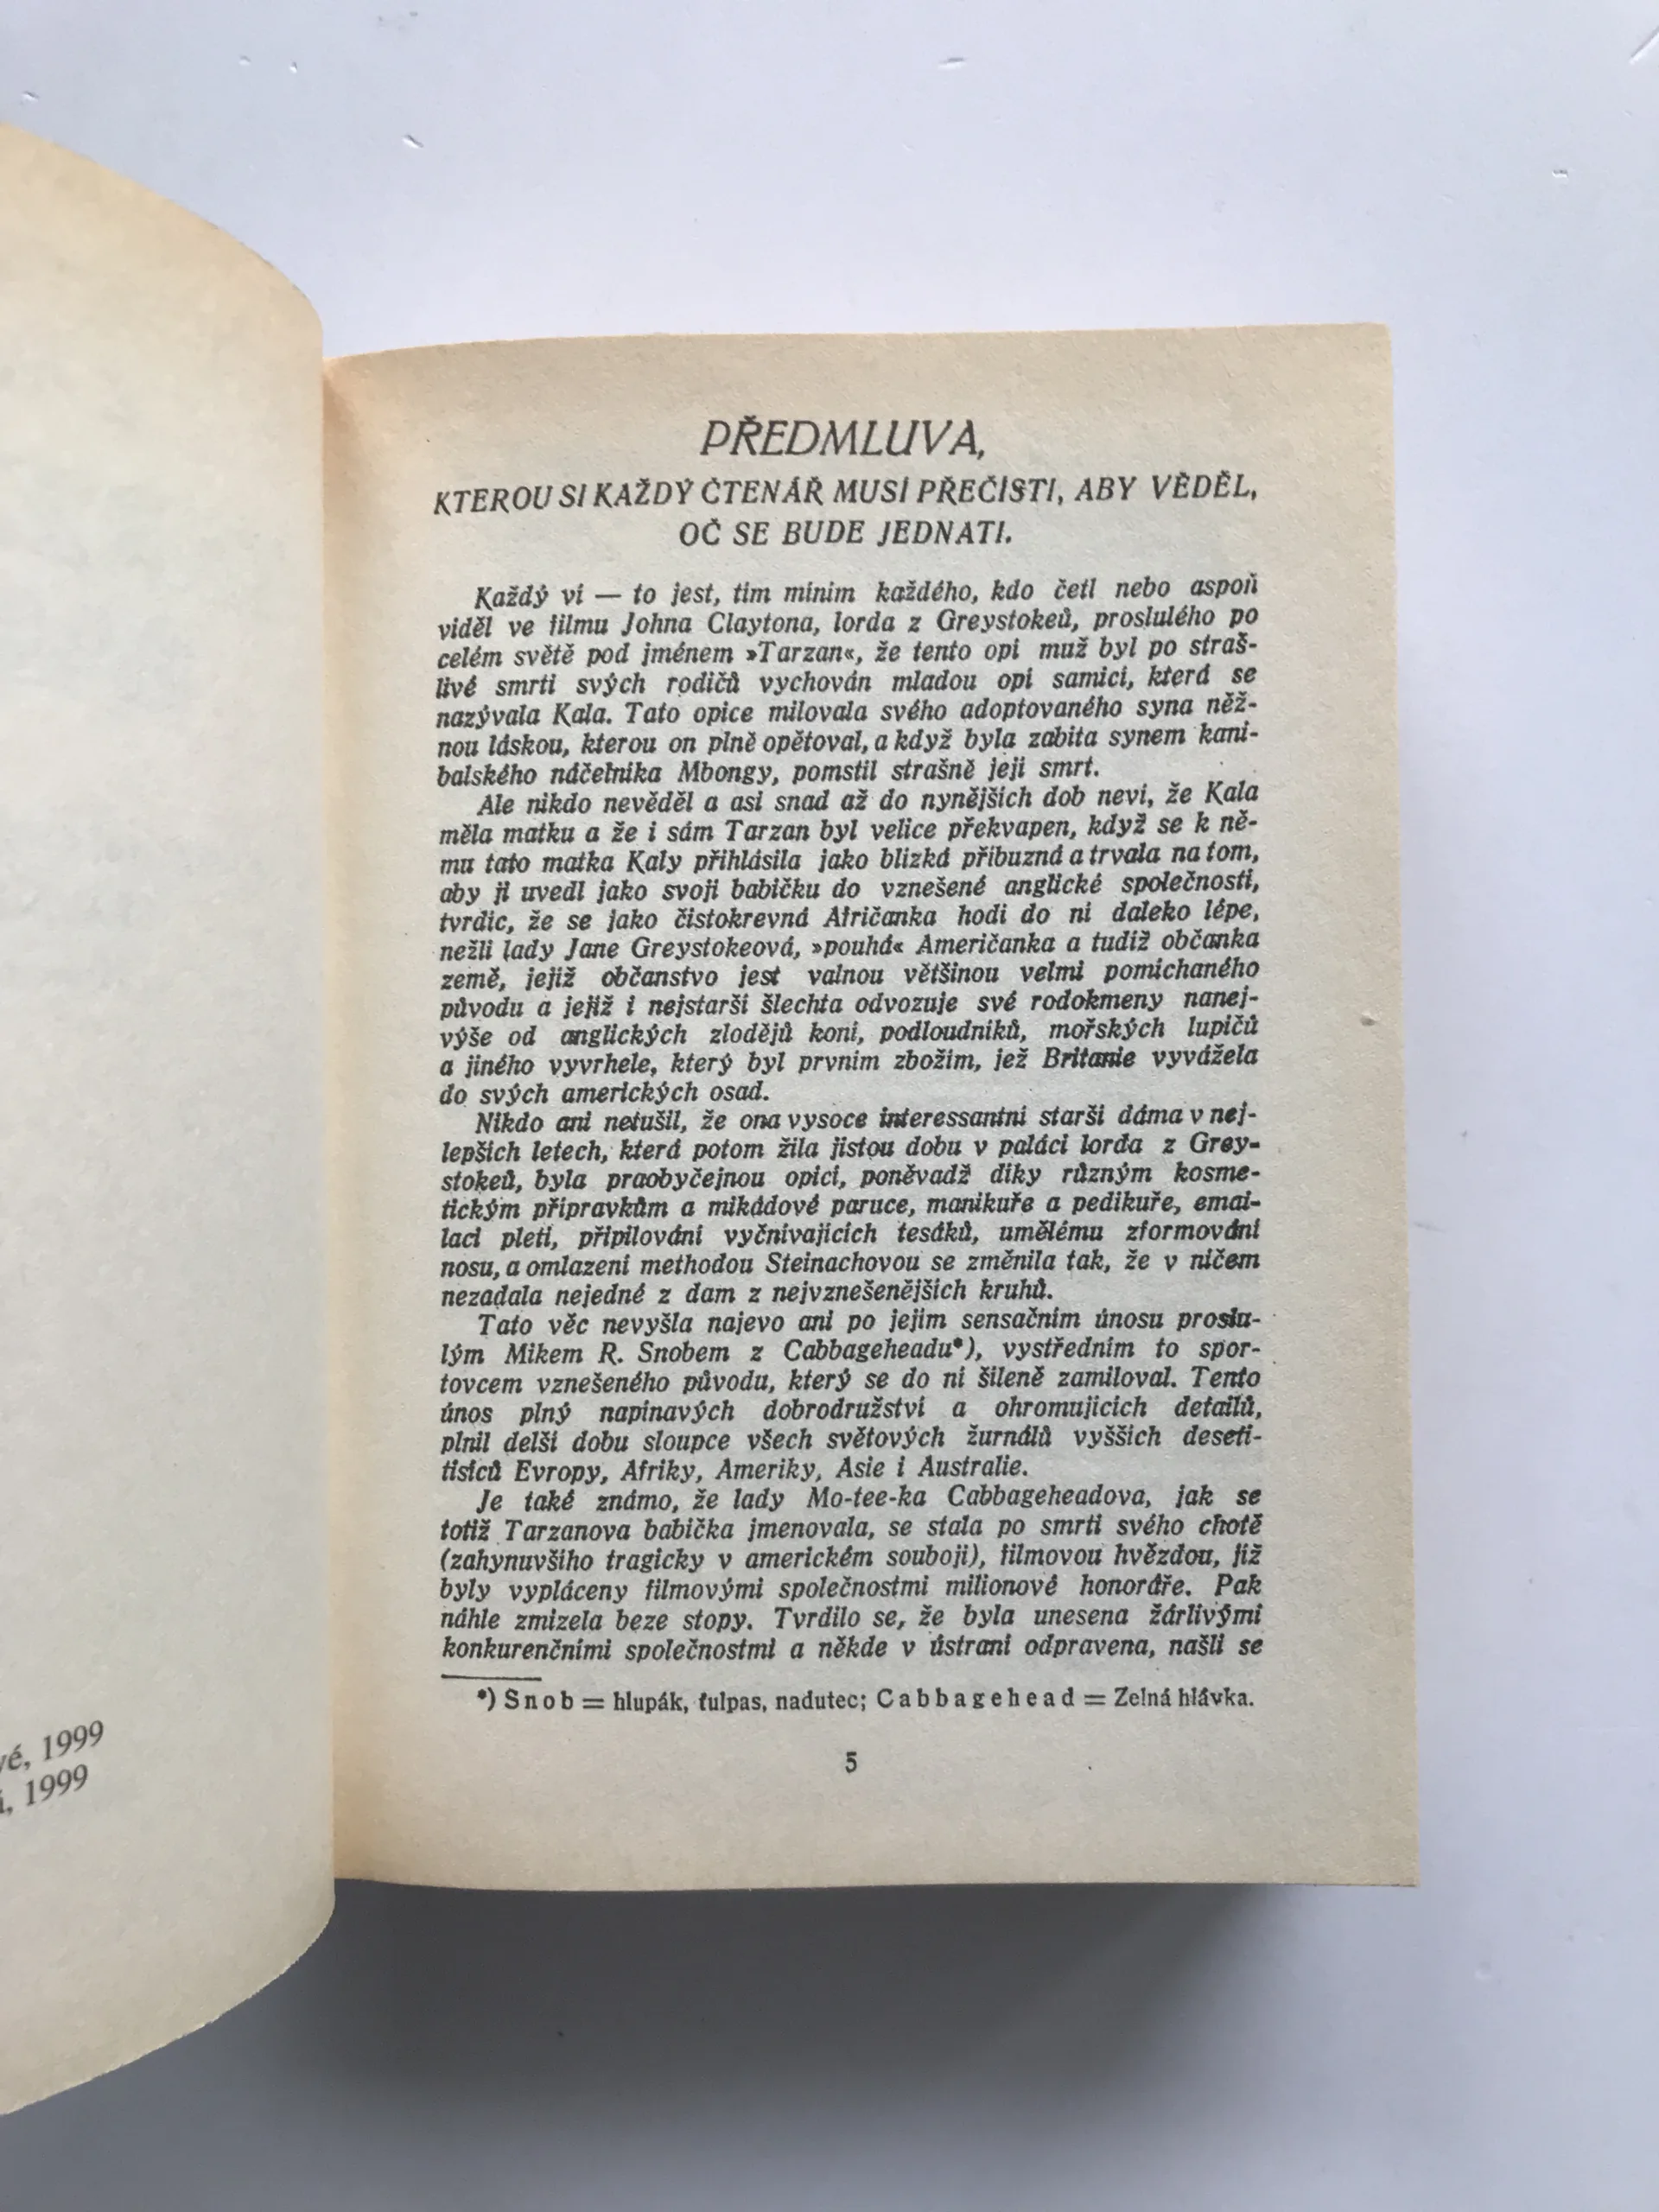 PŘEDMLUVA,
KTEROU SI KAŽDÝ ČTENÁŘ MUSÍ PŘEČÍSTI, ABY VĚDĚL,
OČ SE BUDE JEDNATI.
Každý ví — to jest, tím míním každého, kdo četl nebo aspoň
viděl ve filmu Johna Claytona, lorda z Greystokeů, proslulého po
celém světě pod jménem »Tarzan«, že tento opí muž byl po straš-
livé smrti svých rodičů vychován mladou opí samicí, která se
nazývala Kala. Tato opice milovala svého adoptovaného syna něž-
nou láskou, kterou on plně opětoval, a když byla zabita synem kani-
balského náčelníka Mbongy, pomstil strašně její smrt.
Ale nikdo nevěděl a asi snad až do nynějších dob neví, že Kala
měla matku a že i sám Tarzan byl velice překvapen, když se k ně-
mu tato matka Kaly přihlásila jako blízká příbuzná a trvala na tom,
aby ji uvedl jako svoji babičku do vznešené anglické společnosti,
tvrdíc, že se jako čistokrevná Afričanka hodí do ní daleko lépe,
nežli lady Jane Greystokeová, »pouhá« Američanka a tudíž občanka
země, jejíž občanstvo jest valnou většinou velmi pomíchaného
původu a jejíž i nejstarší šlechta odvozuje své rodokmeny nanej-
výše od anglických zlodějů koní, podloudníků, mořských lupičů
a jiného vyvrhele, který byl prvním zbožím, jež Britanie vyvážela
do svých amerických osad.
Nikdo ani netušil, že ona vysoce interessantní starší dáma v nej-
lepších letech, která potom žila jistou dobu v paláci lorda z Grey-
stokeů, byla praobyčejnou opicí, poněvadž díky různým kosme-
tickým přípravkům a mikádové paruce, manikuře a pedikuře, emai-
laci pleti, připilování vyčnívajících tesáků, umělému zformování
nosu, a omlazení methodou Steinachovou se změnila tak, že v ničem
nezadala nejedné z dam z nejvznešenějších kruhů.
Tato věc nevyšla najevo ani po jejím sensačním únosu proslu-
lým Mikem R. Snobem z Cabbageheadu*), výstředním to spor-
tovcem vznešeného původu, který se do ní šíleně zamiloval. Tento
únos plný napínavých dobrodružství a ohromujících detailů,
plnil delší dobu sloupce všech světových žurnálů vyšších deseti-
tisíců Evropy, Afriky, Ameriky, Asie i Australie.
Je také známo, že lady Mo-tee-ka Cabbageheadova, jak se
totiž Tarzanova babička jmenovala, se stala po smrti svého chotě
(zahynuvšího tragicky v americkém souboji), filmovou hvězdou, jíž
byly vypláceny filmovými společnostmi milionové honoráře. Pak
náhle zmizela beze stopy. Tvrdilo se, že byla unesena žárlivými
konkurenčními společnostmi a někde v ústraní odpravena, našli se
*) Snob = hlupák, ťulpas, nadutec; Cabbagehead = Zelná hlávka.
5
vé, 1999
1999